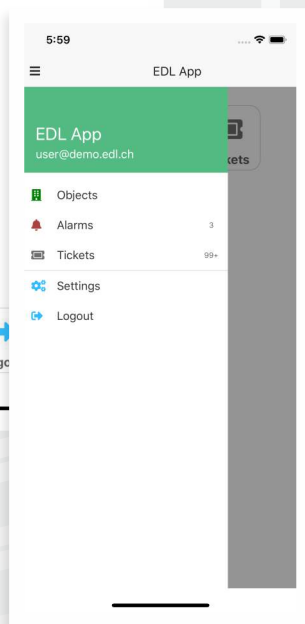 5:59
EDL App
EDL App
user@demo.edl.ch
Objects
Alarms 3
Tickets 99+
Settings
Logout